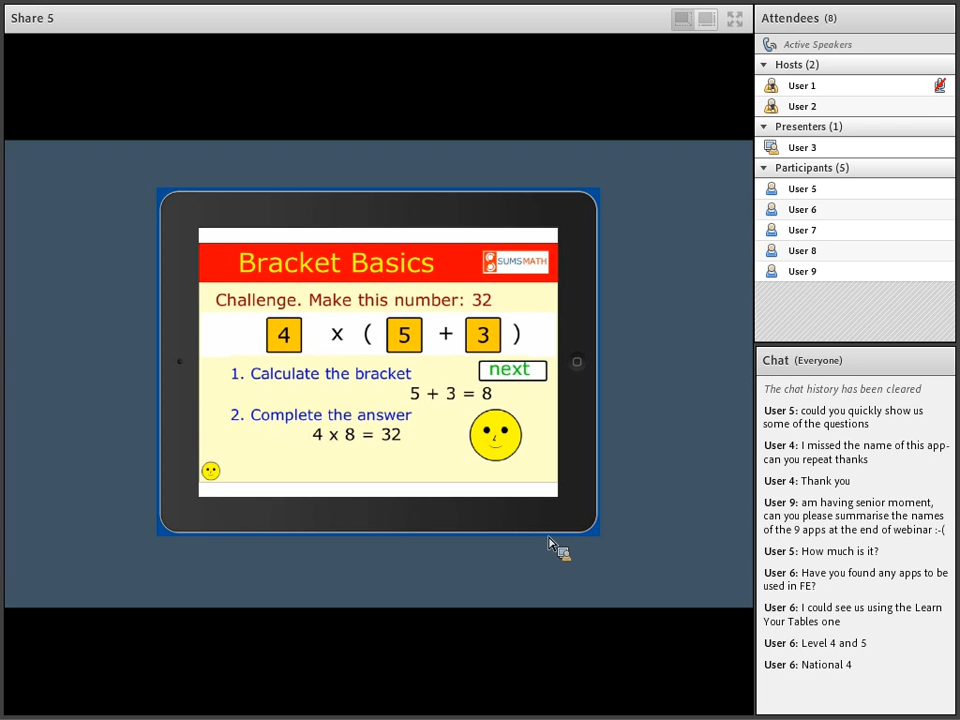 Share 5
Bracket Basics
SUMSMATH
Challenge. Make this number: 32
4 x ( 5 + 3 )
1. Calculate the bracket
next
5 + 3 = 8
2. Complete the answer
4 x 8 = 32
Attendees (8)
Active Speakers
Hosts (2)
User 1
User 2
Presenters (1)
User 3
Participants (5)
User 5
User 6
User 7
User 8
User 9
Chat (Everyone)
The chat history has been cleared
User 5: could you quickly show us
some of the questions
User 4: I missed the name of this app-
can you repeat thanks
User 4: Thank you
User 9: am having senior moment,
can you please summarise the names
of the 9 apps at the end of webinar :-(
User 5: How much is it?
User 6: Have you found any apps to be
used in FE?
User 6: I could see us using the Learn
Your Tables one
User 6: Level 4 and 5
User 6: National 4